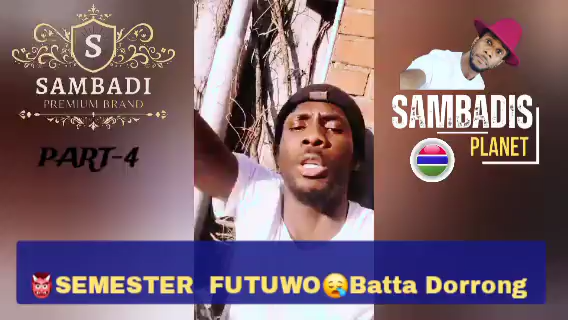 S
SAMBADI
PREMIUM BRAND
PART-4
SAMBADIS
PLANET
👹SEMESTER FUTUWO😪Batta Dorrong